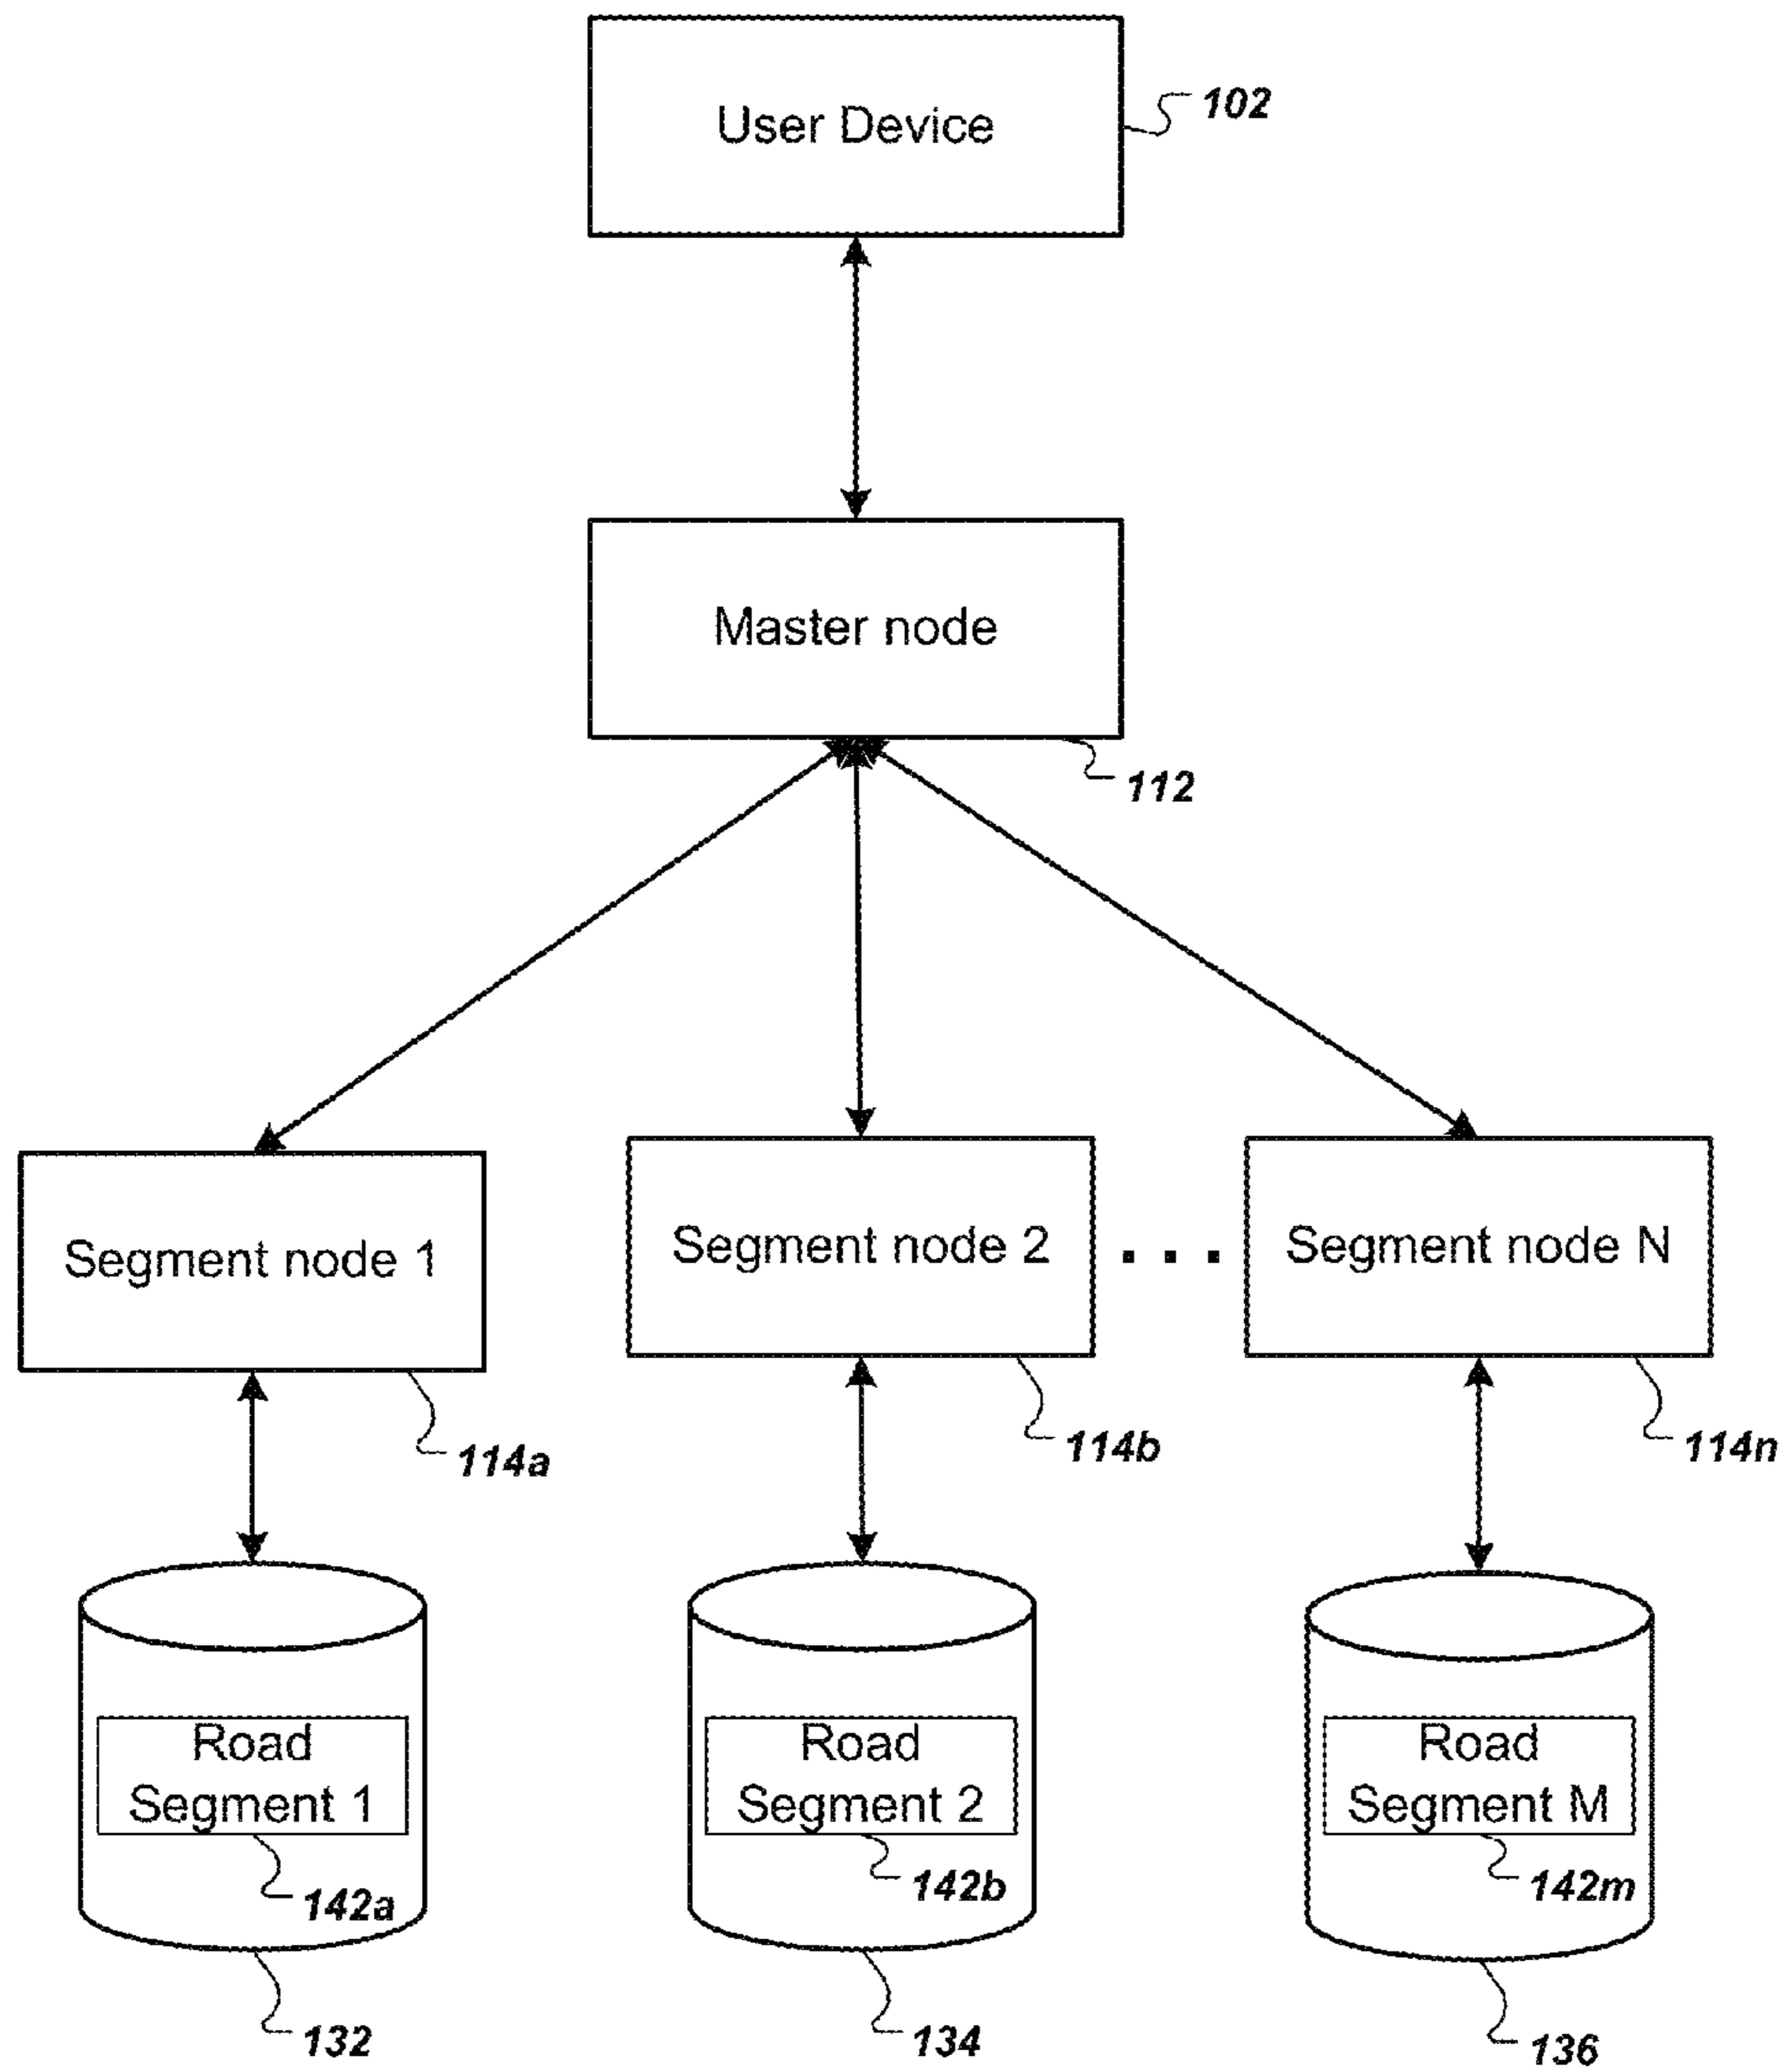 User Device
102
Master node
112
Segment node 1
Segment node 2
. . .
Segment node N
114a
114b
114n
Road
Segment 1
Road
Segment 2
Road
Segment M
142a
142b
142m
132
134
136